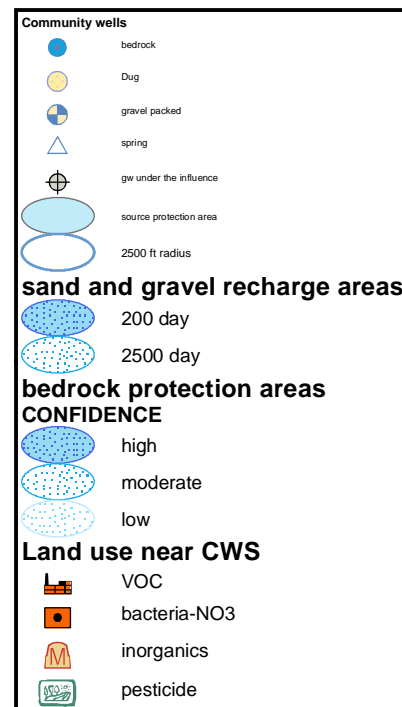 Community wells
bedrock
Dug
gravel packed
spring
gw under the influence
source protection area
2500 ft radius
sand and gravel recharge areas
200 day
2500 day
bedrock protection areas
CONFIDENCE
high
moderate
low
Land use near CWS
VOC
bacteria-NO3
M inorganics
pesticide